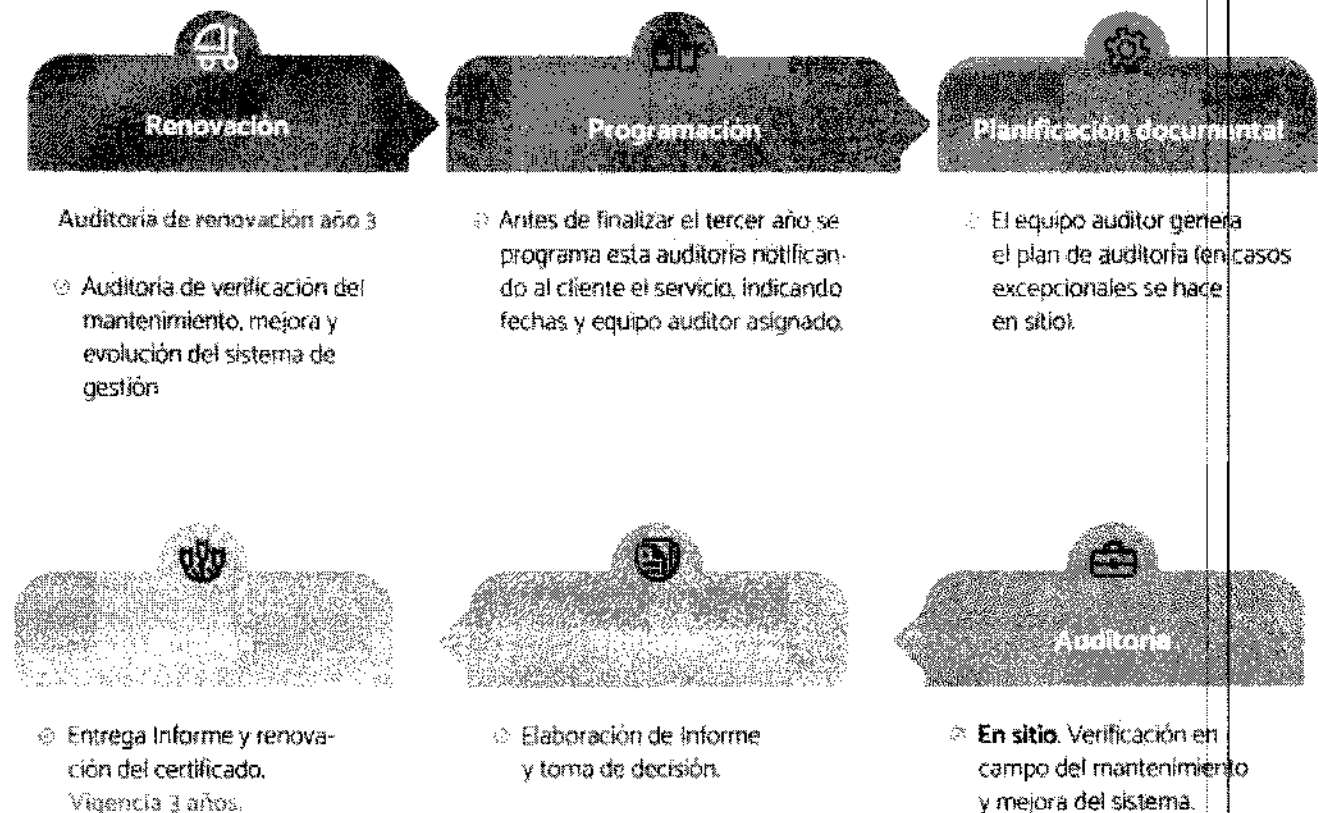 Renovación
Auditoría de renovación año 3
Auditoría de verificación del
mantenimiento, mejora y
evolución del sistema de
gestión
Programación
Antes de finalizar el tercer año se
programa esta auditoría notifican-
do al cliente el servicio, indicando
fechas y equipo auditor asignado.
Planificación documental
El equipo auditor genera
el plan de auditoría (en casos
excepcionales se hace
en sitio).
Auditoria
En sitio. Verificación en
campo del mantenimiento
y mejora del sistema.
Elaboración de Informe
y toma de decisión.
Entrega Informe y renova-
ción del certificado.
Vigencia 3 años.